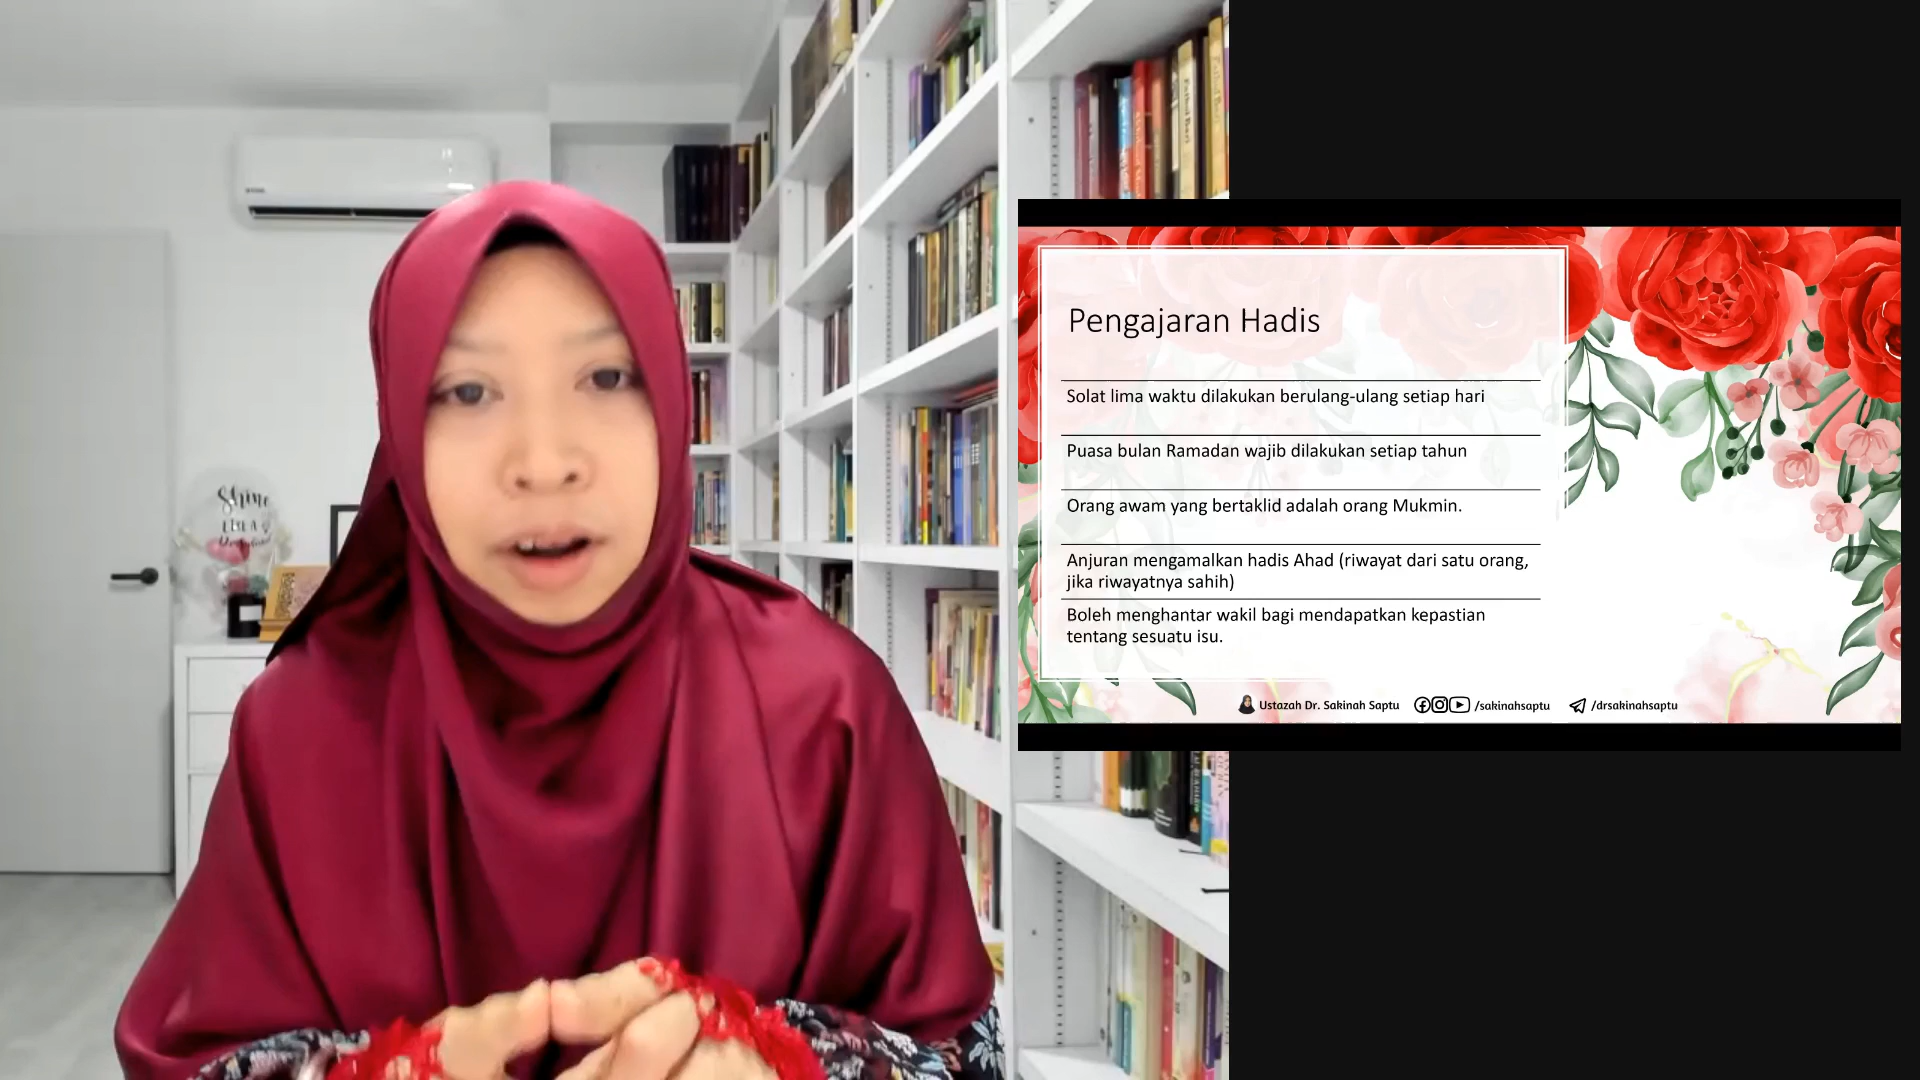 Shine
LIKE A
Pengajaran Hadis
Solat lima waktu dilakukan berulang-ulang setiap hari
Puasa bulan Ramadan wajib dilakukan setiap tahun
Orang awam yang bertaklid adalah orang Mukmin.
Anjuran mengamalkan hadis Ahad (riwayat dari satu orang,
jika riwayatnya sahih)
Boleh menghantar wakil bagi mendapatkan kepastian
tentang sesuatu isu.
Ustazah Dr. Sakinah Saptu /sakinahsaptu /drsakinahsaptu